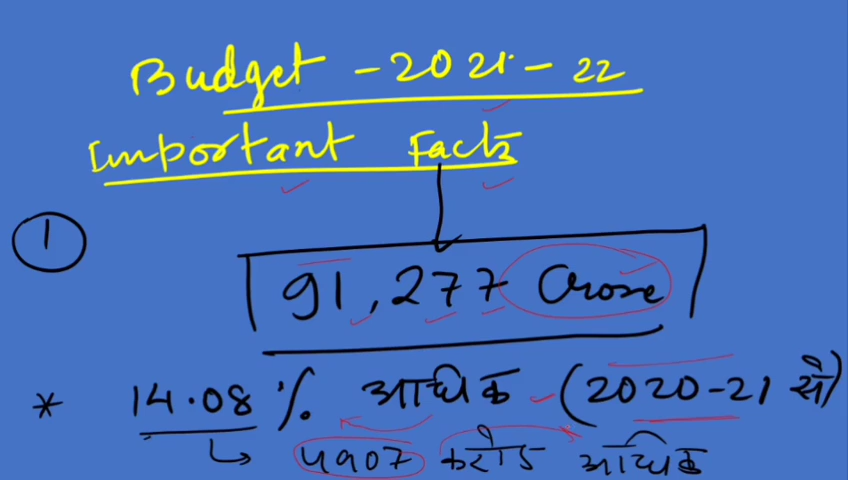 Budget - 2021 - 22
Important Facts
1
91,277 Crore
* 14.08 % अधिक (2020-21 से)
4907 करोड अधिक